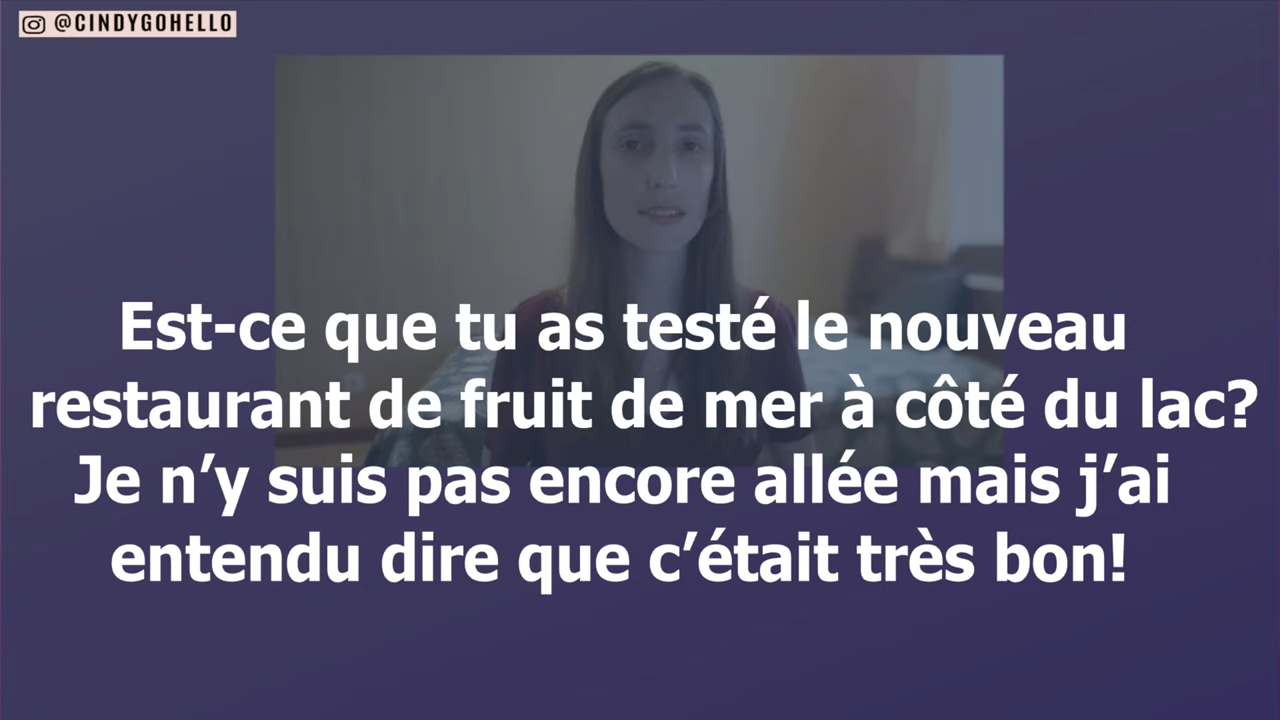 @CINDYGOHELLO
Est-ce que tu as testé le nouveau
restaurant de fruit de mer à côté du lac?
Je n’y suis pas encore allée mais j’ai
entendu dire que c’était très bon!